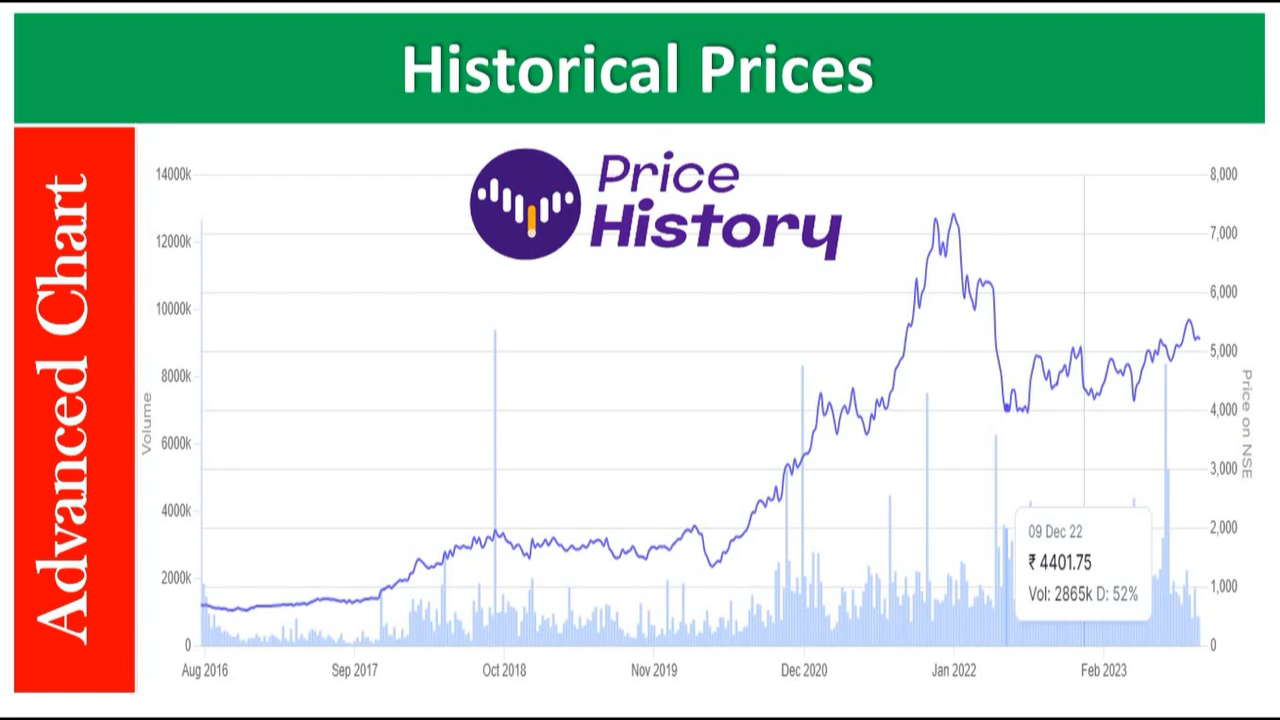 Historical Prices
Advanced Chart
Price
History
14000k
12000k
10000k
8000k
6000k
4000k
2000k
0
Volume
8,000
7,000
6,000
5,000
4,000
3,000
2,000
1,000
0
Price on NSE
09 Dec 22
₹ 4401.75
Vol: 2865k D: 52%
Aug 2016
Sep 2017
Oct 2018
Nov 2019
Dec 2020
Jan 2022
Feb 2023